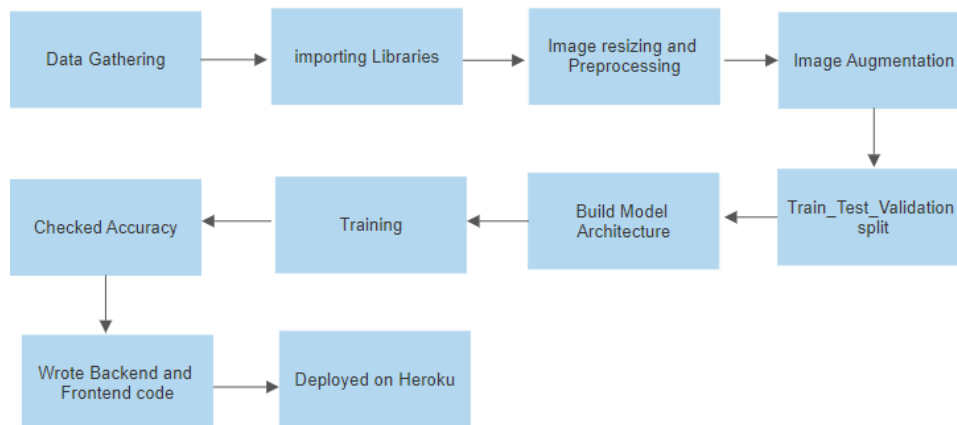 Data Gathering
importing Libraries
Image resizing and
Preprocessing
Image Augmentation
Train_Test_Validation
split
Build Model
Architecture
Training
Checked Accuracy
Wrote Backend and
Frontend code
Deployed on Heroku